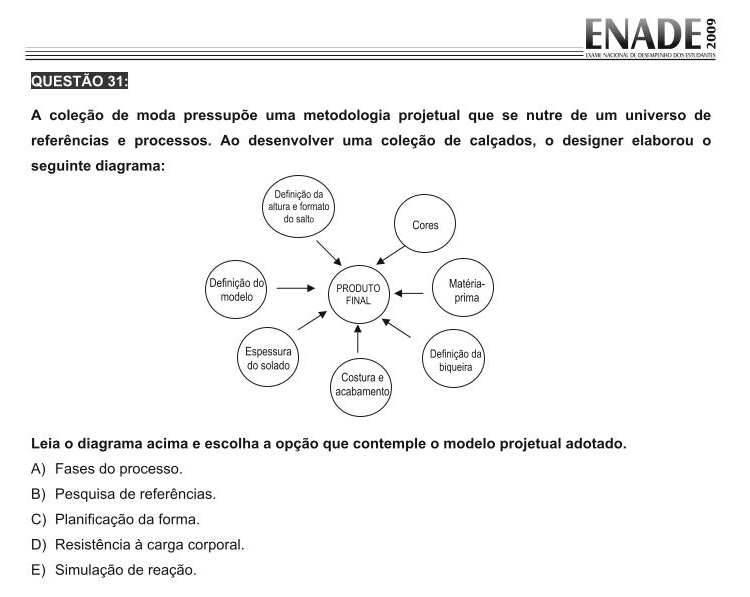 ENADE 2009
EXAME NACIONAL DE DESEMPENHO DOS ESTUDANTES
QUESTÃO 31:
A coleção de moda pressupõe uma metodologia projetual que se nutre de um universo de
referências e processos. Ao desenvolver uma coleção de calçados, o designer elaborou o
seguinte diagrama:
Definição da
altura e formato
do salto
Cores
Definição do
modelo
PRODUTO
FINAL
Matéria-
prima
Espessura
do solado
Definição da
biqueira
Costura e
acabamento
Leia o diagrama acima e escolha a opção que contemple o modelo projetual adotado.
A) Fases do processo.
B) Pesquisa de referências.
C) Planificação da forma.
D) Resistência à carga corporal.
E) Simulação de reação.